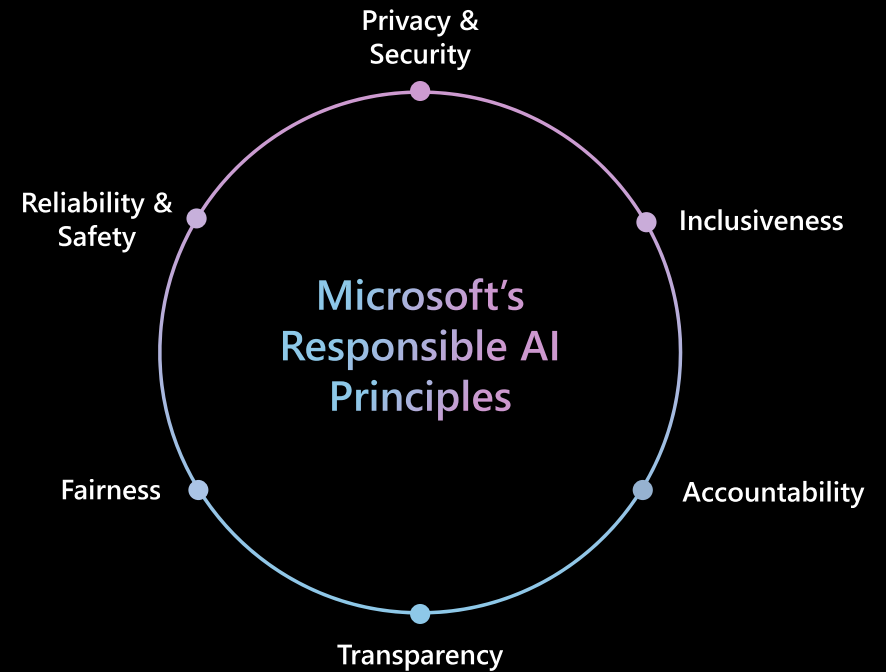 Privacy &
Security
Reliability &
Safety
Inclusiveness
Microsoft’s
Responsible AI
Principles
Fairness
Accountability
Transparency